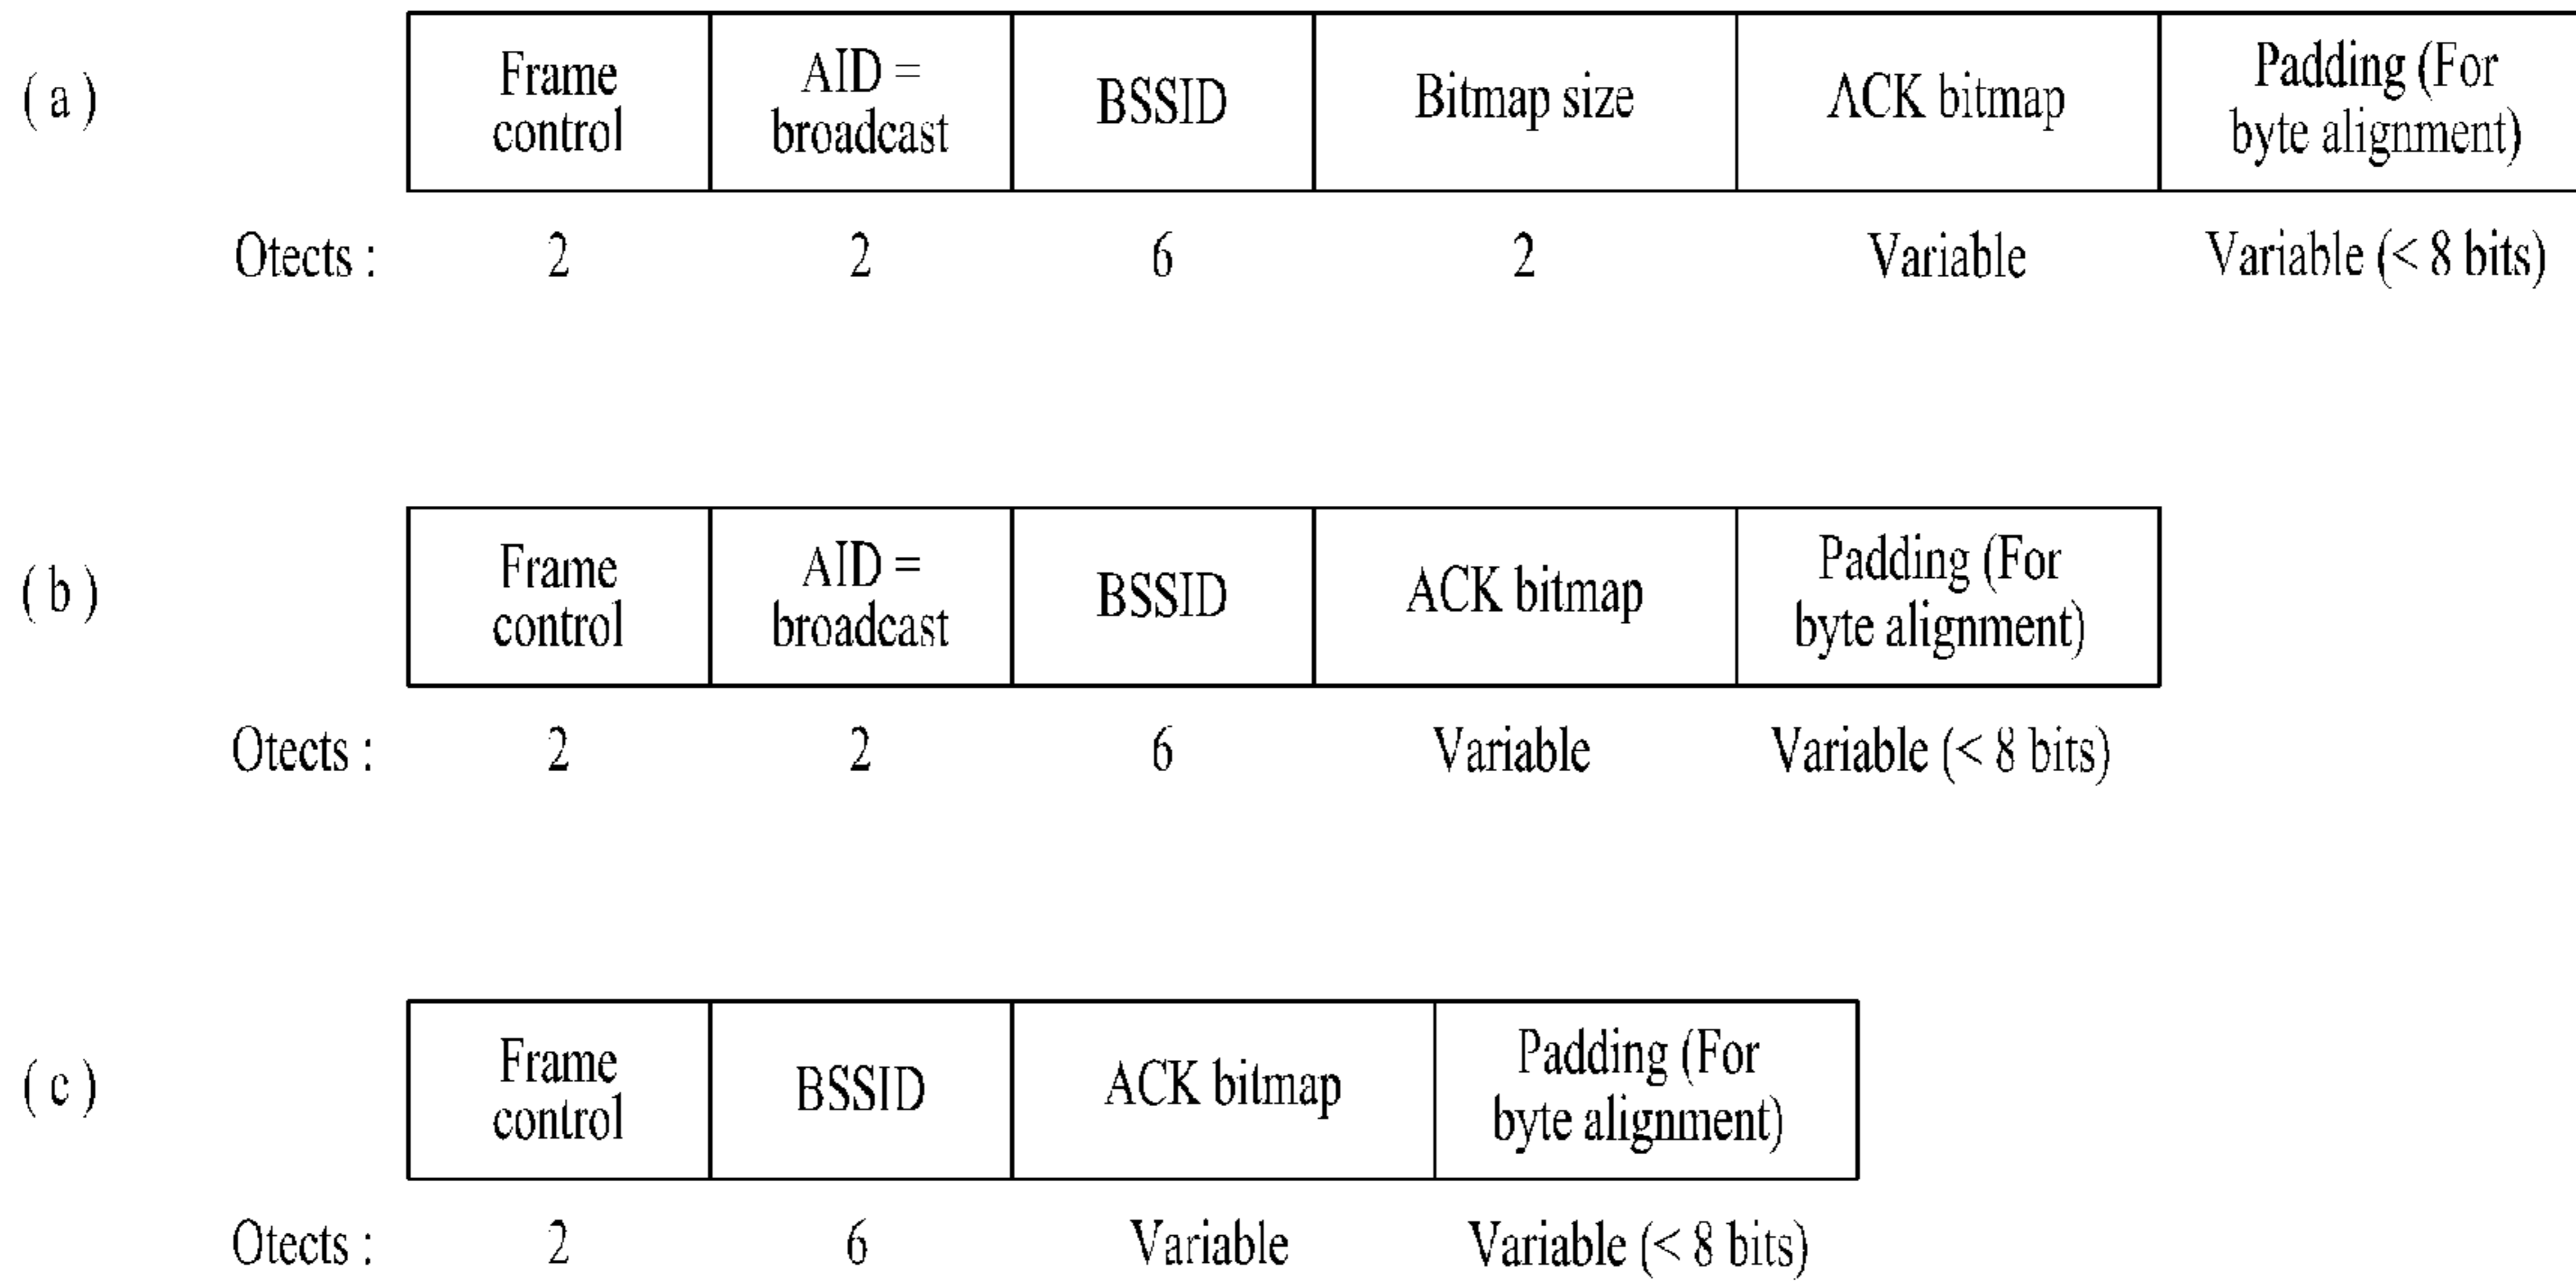 ( a )
Frame control
AID = broadcast
BSSID
Bitmap size
ACK bitmap
Padding (For byte alignment)
Otects : 2 2 6 2 Variable Variable (< 8 bits)
( b )
Frame control
AID = broadcast
BSSID
ACK bitmap
Padding (For byte alignment)
Otects : 2 2 6 Variable Variable (< 8 bits)
( c )
Frame control
BSSID
ACK bitmap
Padding (For byte alignment)
Otects : 2 6 Variable Variable (< 8 bits)